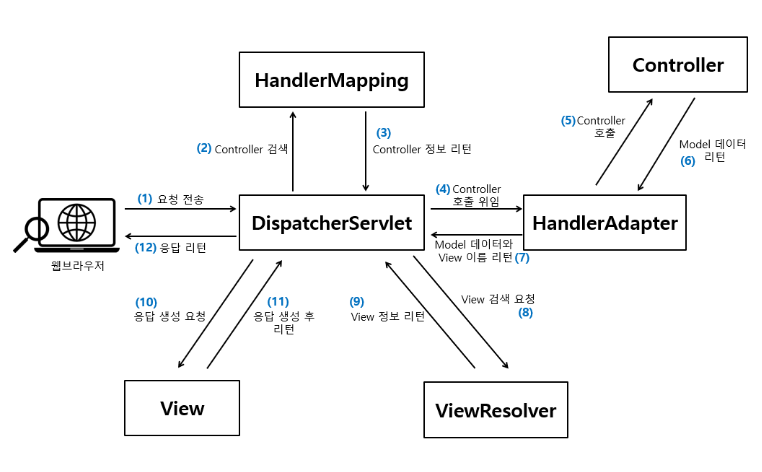 HandlerMapping
Controller
(2) Controller 검색
(3)
Controller 정보 리턴
(5) Controller
호출
Model 데이터
(6) 리턴
(1) 요청 전송
(4) Controller
호출 위임
DispatcherServlet
HandlerAdapter
(12) 응답 리턴
Model 데이터와
View 이름 리턴 (7)
웹브라우저
(10)
응답 생성 요청
(11)
응답 생성 후
리턴
(9)
View 정보 리턴
View 검색 요청
(8)
View
ViewResolver